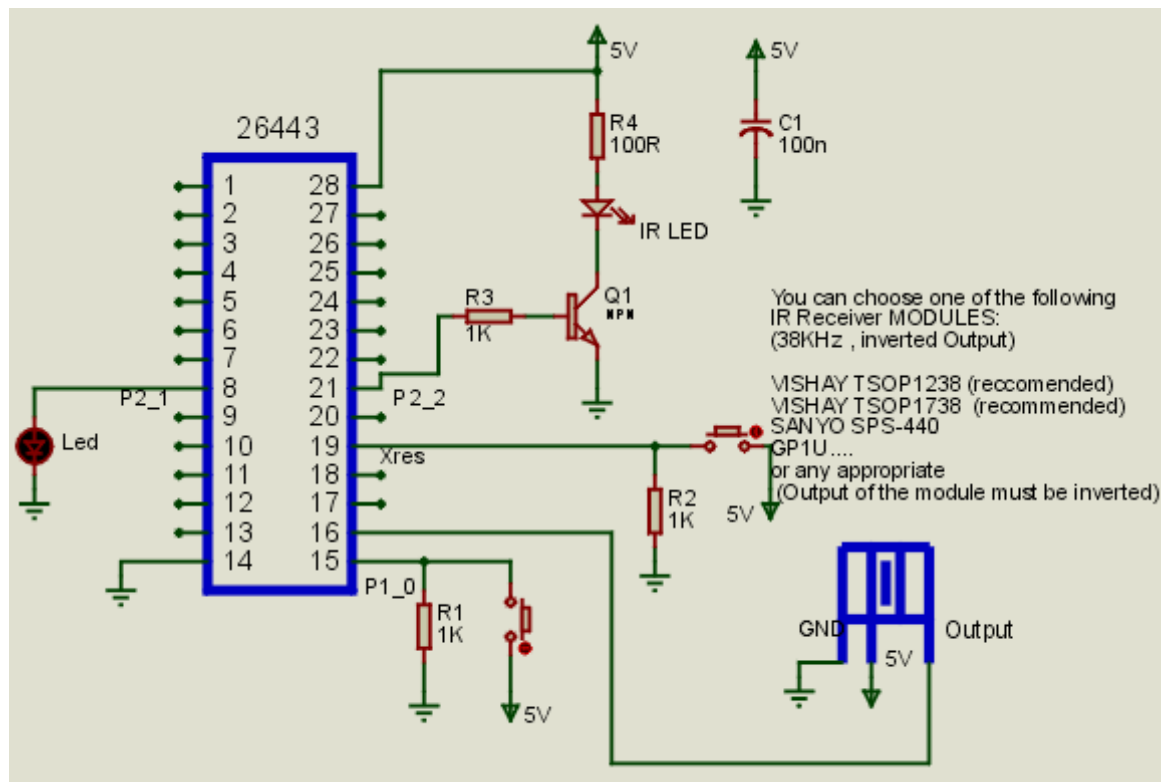 5V
5V
R4
100R
C1
100n
26443
1 28
2 27
3 26
4 25
5 24
6 23
7 22
8 21
9 20
10 19
11 18
12 17
13 16
14 15
IR LED
R3
1K
Q1
NPN
P2_1
P2_2
Led
Xres
R2
1K
5V
P1_0
R1
1K
5V
You can choose one of the following
IR Receiver MODULES:
(38KHz , inverted Output)
VISHAY TSOP1238 (reccomended)
VISHAY TSOP1738 (recommended)
SANYO SPS-440
GP1U....
or any appropriate
(Output of the module must be inverted)
GND
Output
5V